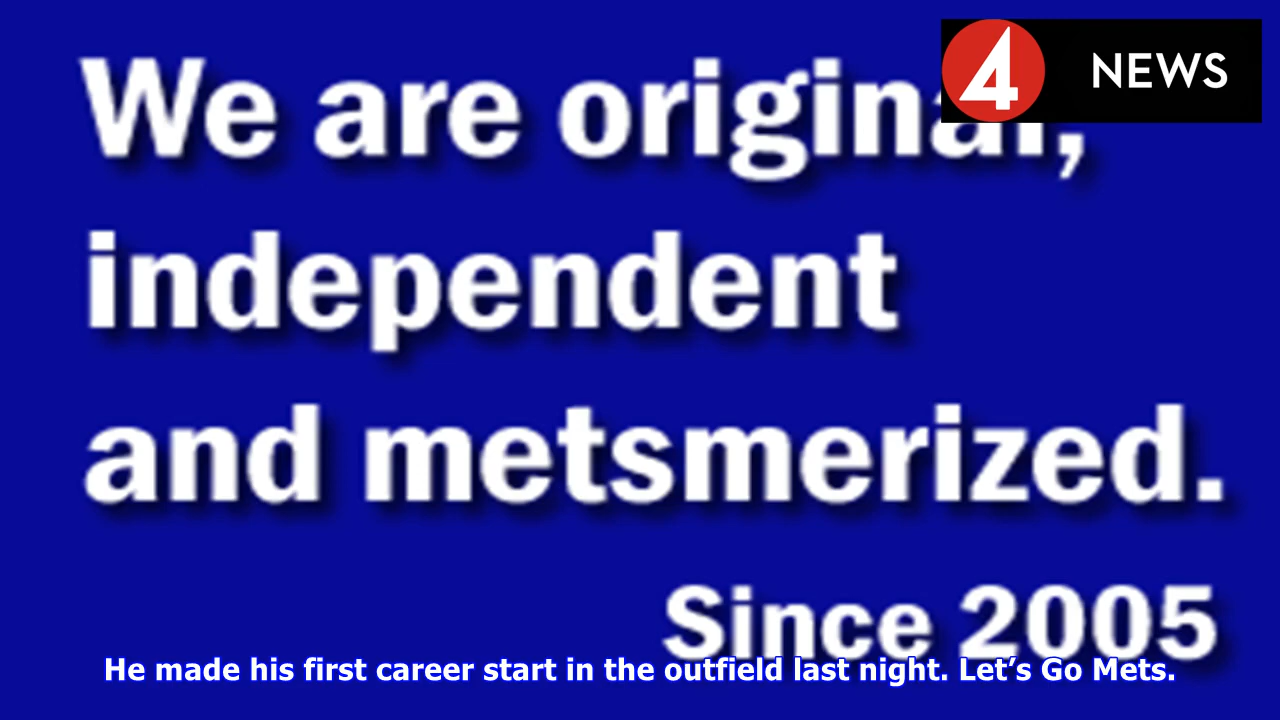 We are original,
4 NEWS
independent
and metsmerized.
Since 2005
He made his first career start in the outfield last night. Let’s Go Mets.